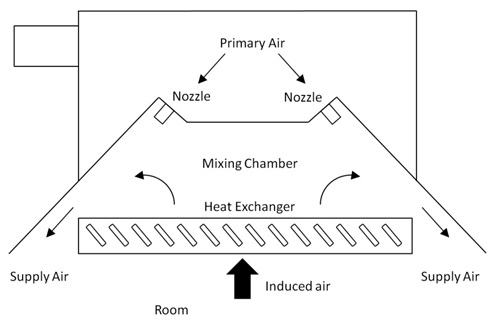 Primary Air
Nozzle
Nozzle
Mixing Chamber
Heat Exchanger
Supply Air
Supply Air
Induced air
Room